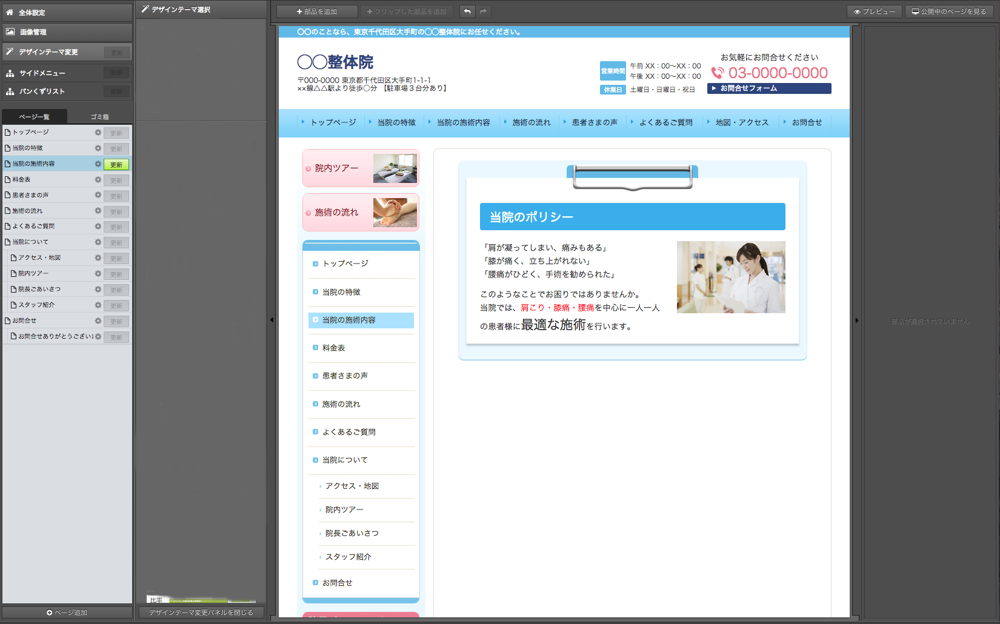 全体設定
画像管理
デザインテーマ変更
更新
サイドメニュー
更新
パンくずリスト
更新
ページ一覧
ゴミ箱
トップページ
更新
当院の特徴
更新
当院の施術内容
更新
料金表
更新
患者さまの声
更新
施術の流れ
更新
よくあるご質問
更新
当院について
更新
アクセス・地図
更新
院内ツアー
更新
院長ごあいさつ
更新
スタッフ紹介
更新
お問合せ
更新
お問合せありがとうござい
更新
ページ追加
デザインテーマ選択
比率
デザインテーマ変更パネルを閉じる
部品を追加
クリップした部品を追加
プレビュー
公開中のページを見る
〇〇のことなら、東京千代田区大手町の〇〇整体院にお任せください。
〇〇整体院
〒000-0000 東京都千代田区大手町1-1-1
××線△△駅より徒歩〇分 【駐車場３台分あり】
営業時間
午前 XX：00～XX：00
午後 XX：00～XX：00
休業日
土曜日・日曜日・祝日
お気軽にお問合せください
03-0000-0000
お問合せフォーム
トップページ
当院の特徴
当院の施術内容
施術の流れ
患者さまの声
よくあるご質問
地図・アクセス
お問合せ
院内ツアー
施術の流れ
トップページ
当院の特徴
当院の施術内容
料金表
患者さまの声
施術の流れ
よくあるご質問
当院について
アクセス・地図
院内ツアー
院長ごあいさつ
スタッフ紹介
お問合せ
当院のポリシー
「肩が凝ってしまい、痛みもある」
「膝が痛く、立ち上がれない」
「腰痛がひどく、手術を勧められた」
このようなことでお困りではありませんか。
当院では、肩こり・膝痛・腰痛を中心に一人一人
の患者様に最適な施術を行います。
部品が選択されていません